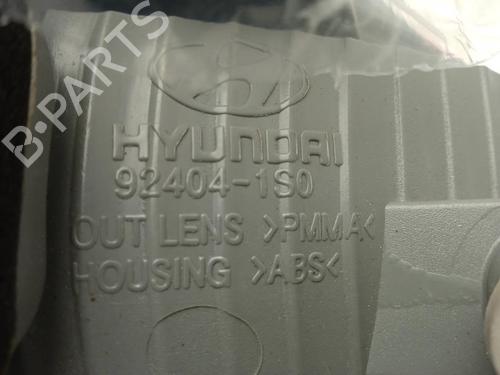 B-PARTS
HYUNDAI
92404-1S0
OUT LENS >PMMA<
HOUSING >ABS<